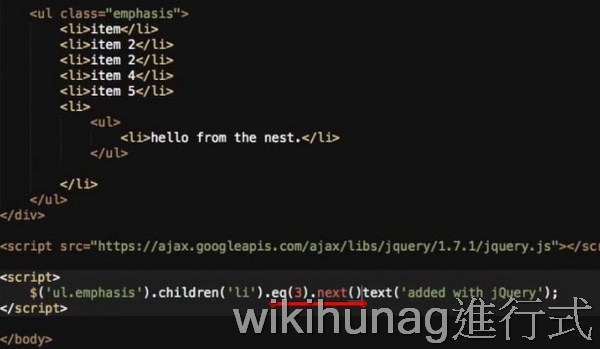 <ul class="emphasis">
<li>item</li>
<li>item 2</li>
<li>item 2</li>
<li>item 4</li>
<li>item 5</li>
<li>
<ul>
<li>hello from the nest.</li>
</ul>
</li>
</ul>
</div>
<script src="https://ajax.googleapis.com/ajax/libs/jquery/1.7.1/jquery.js"></s
<script>
$('ul.emphasis').children('li').eq(3).next()text('added with jQuery');
</script>
wikihunag進行式
</body>